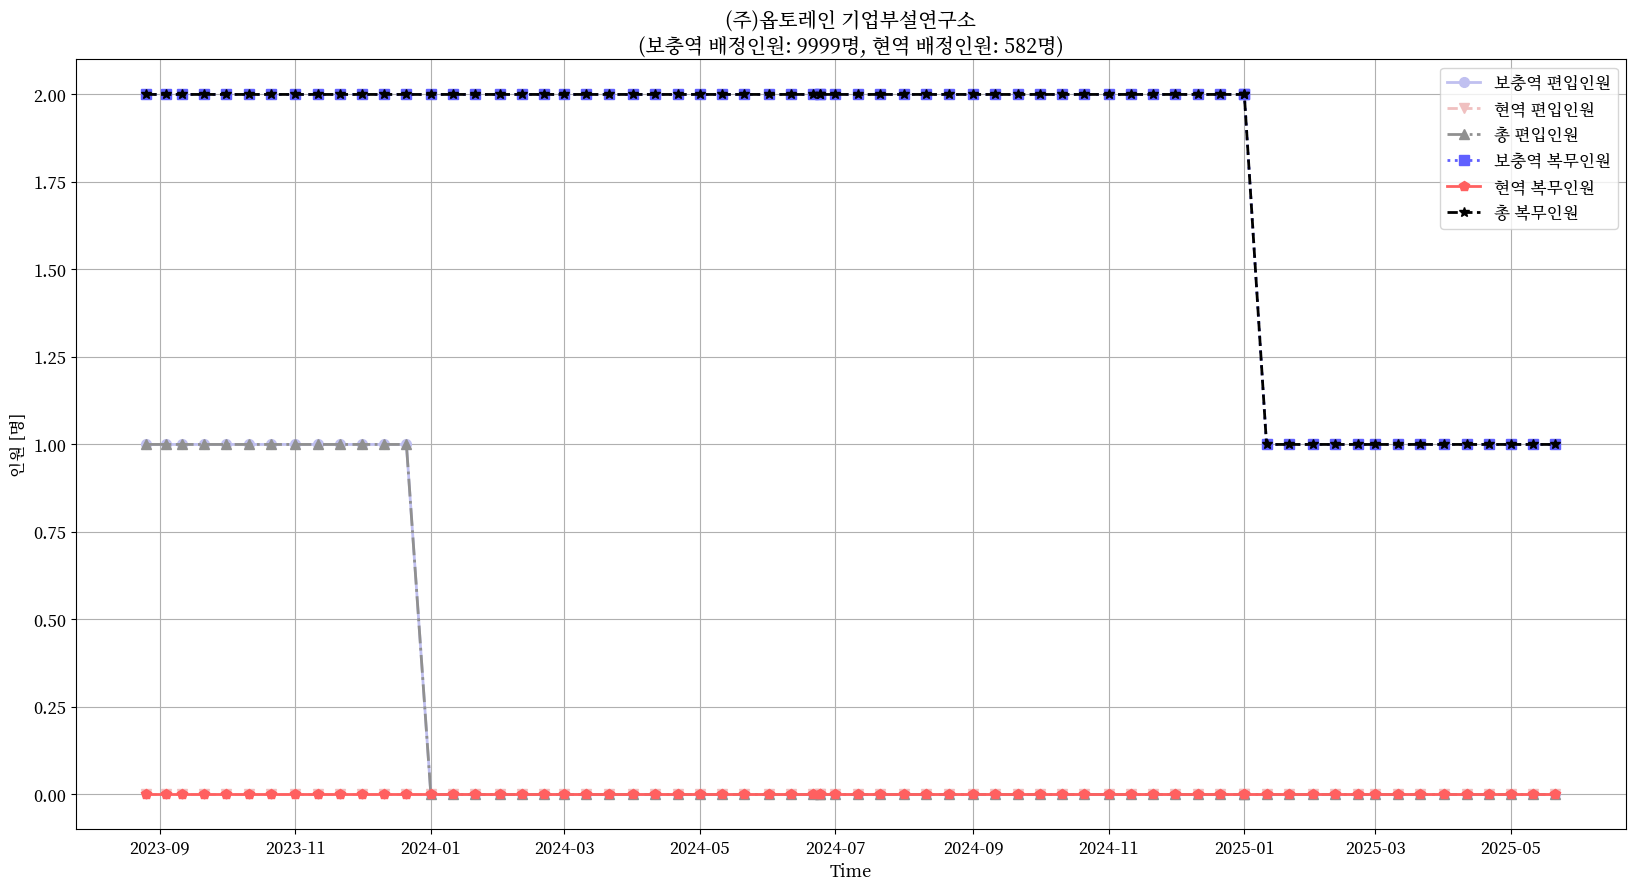 (주)옵토레인 기업부설연구소
(보충역 배정인원: 9999명, 현역 배정인원: 582명)
보충역 편입인원
현역 편입인원
총 편입인원
보충역 복무인원
현역 복무인원
총 복무인원
인원 [명]
2.00
1.75
1.50
1.25
1.00
0.75
0.50
0.25
0.00
2023-09 2023-11 2024-01 2024-03 2024-05 2024-07 2024-09 2024-11 2025-01 2025-03 2025-05
Time